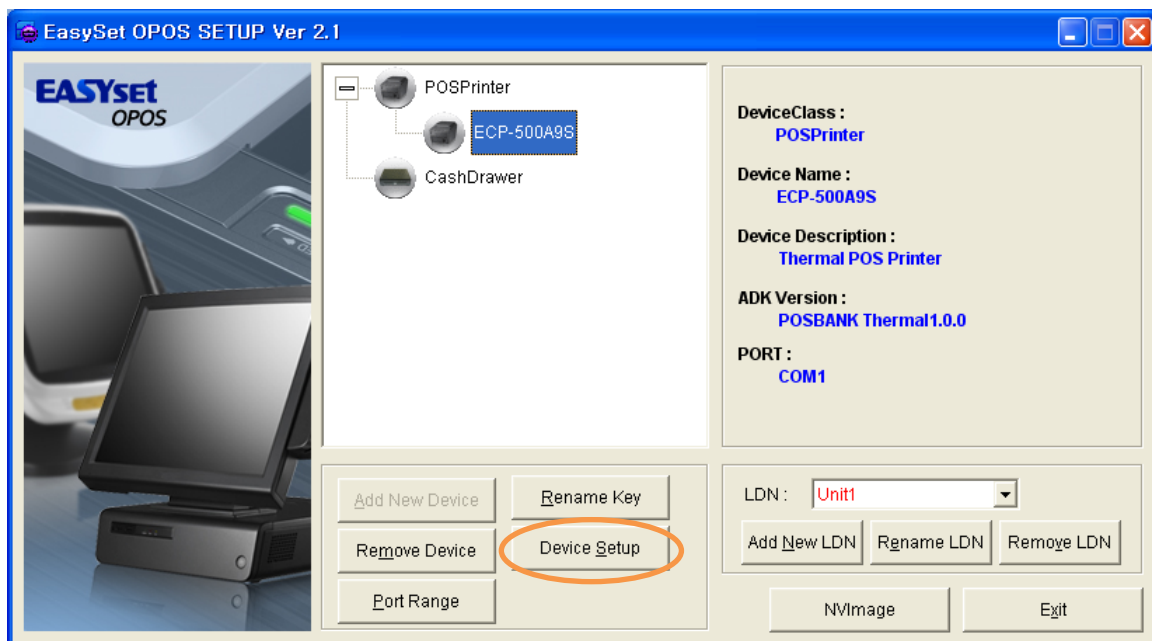 EasySet OPOS SETUP Ver 2.1
EASYset
OPOS
POSPrinter
ECP-500A9S
CashDrawer
DeviceClass :
POSPrinter
Device Name :
ECP-500A9S
Device Description :
Thermal POS Printer
ADK Version :
POSBANK Thermal1.0.0
PORT :
COM1
Add New Device
Rename Key
Remove Device
Device Setup
Port Range
LDN :
Unit1
Add New LDN
Rename LDN
Remove LDN
NVImage
Exit